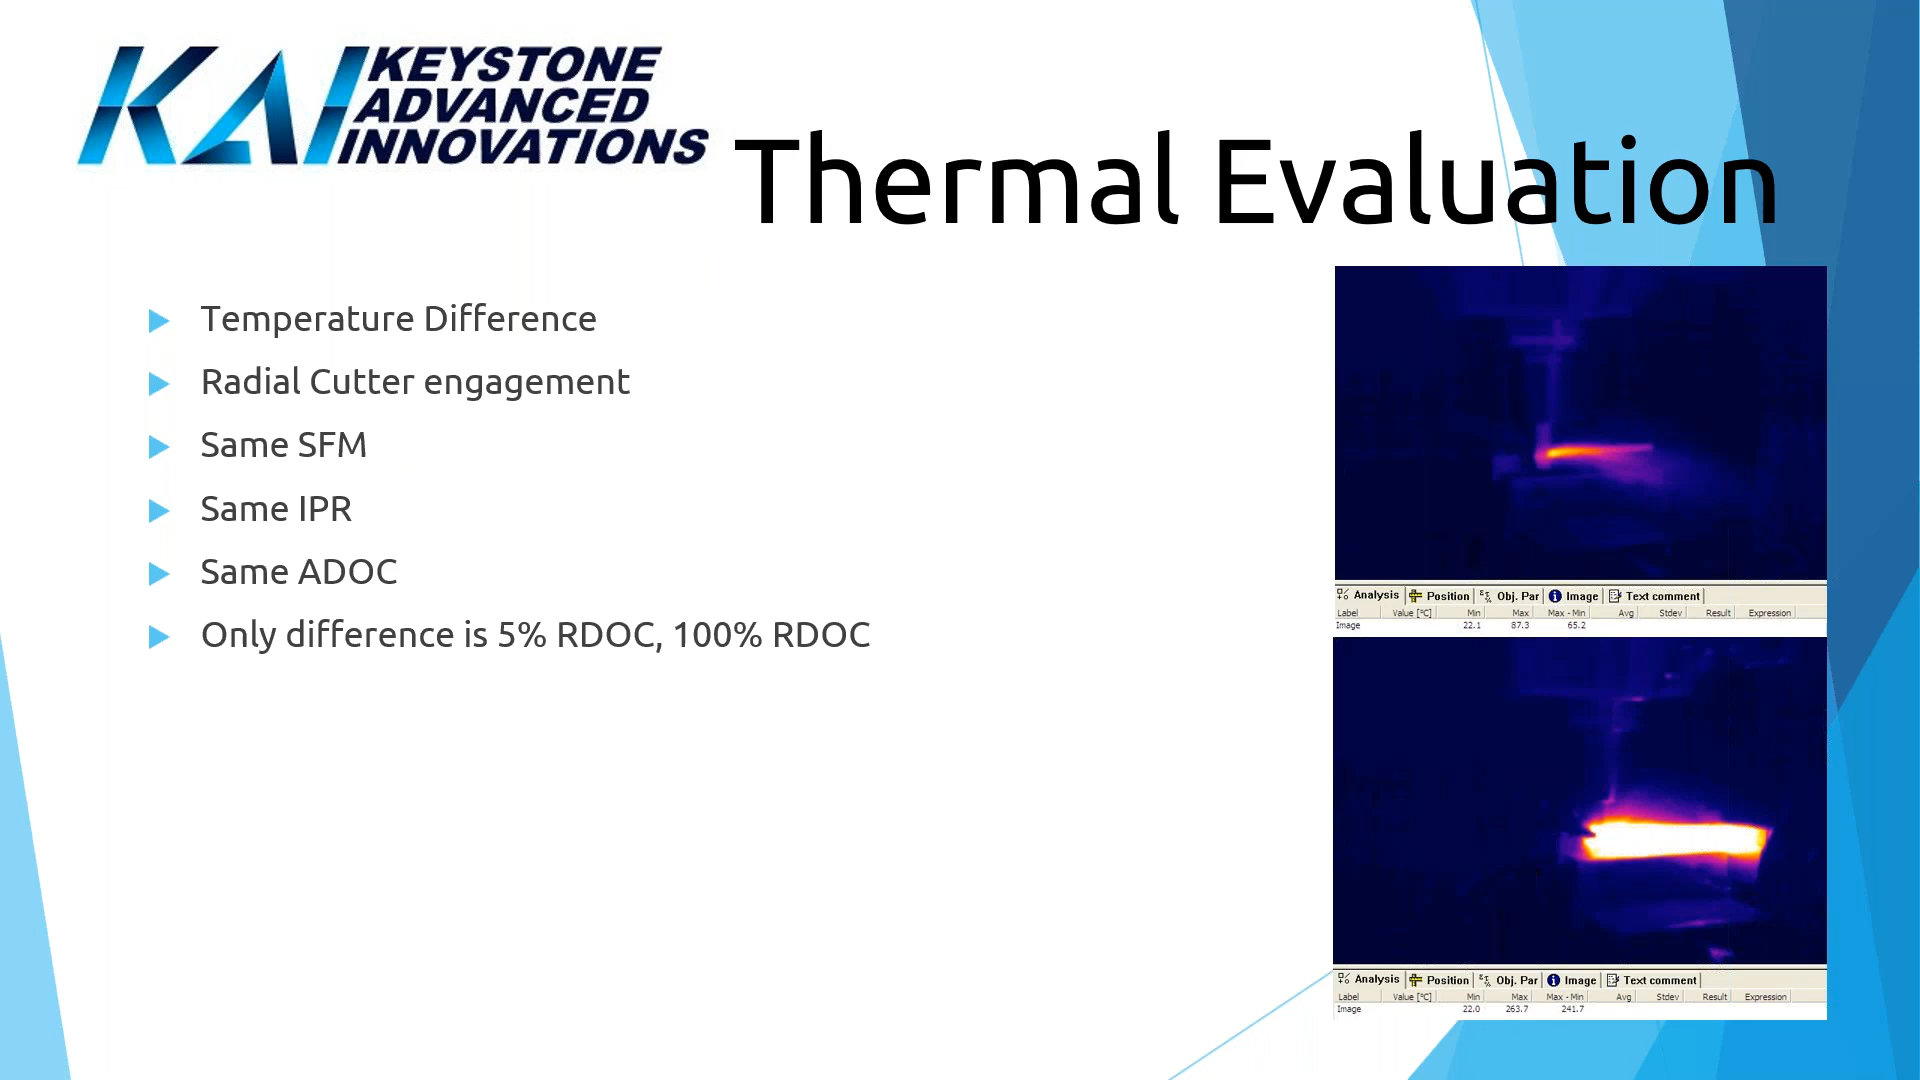 KAI KEYSTONE
ADVANCED
INNOVATIONS
Thermal Evaluation
Temperature Difference
Radial Cutter engagement
Same SFM
Same IPR
Same ADOC
Only difference is 5% RDOC, 100% RDOC
Analysis Position Obj. Par Image Text comment
Label Value [°C] Min Max Max - Min Avg Stdev Result Expression
Image 22.1 87.3 65.2
Analysis Position Obj. Par Image Text comment
Label Value [°C] Min Max Max - Min Avg Stdev Result Expression
Image 22.0 263.7 241.7